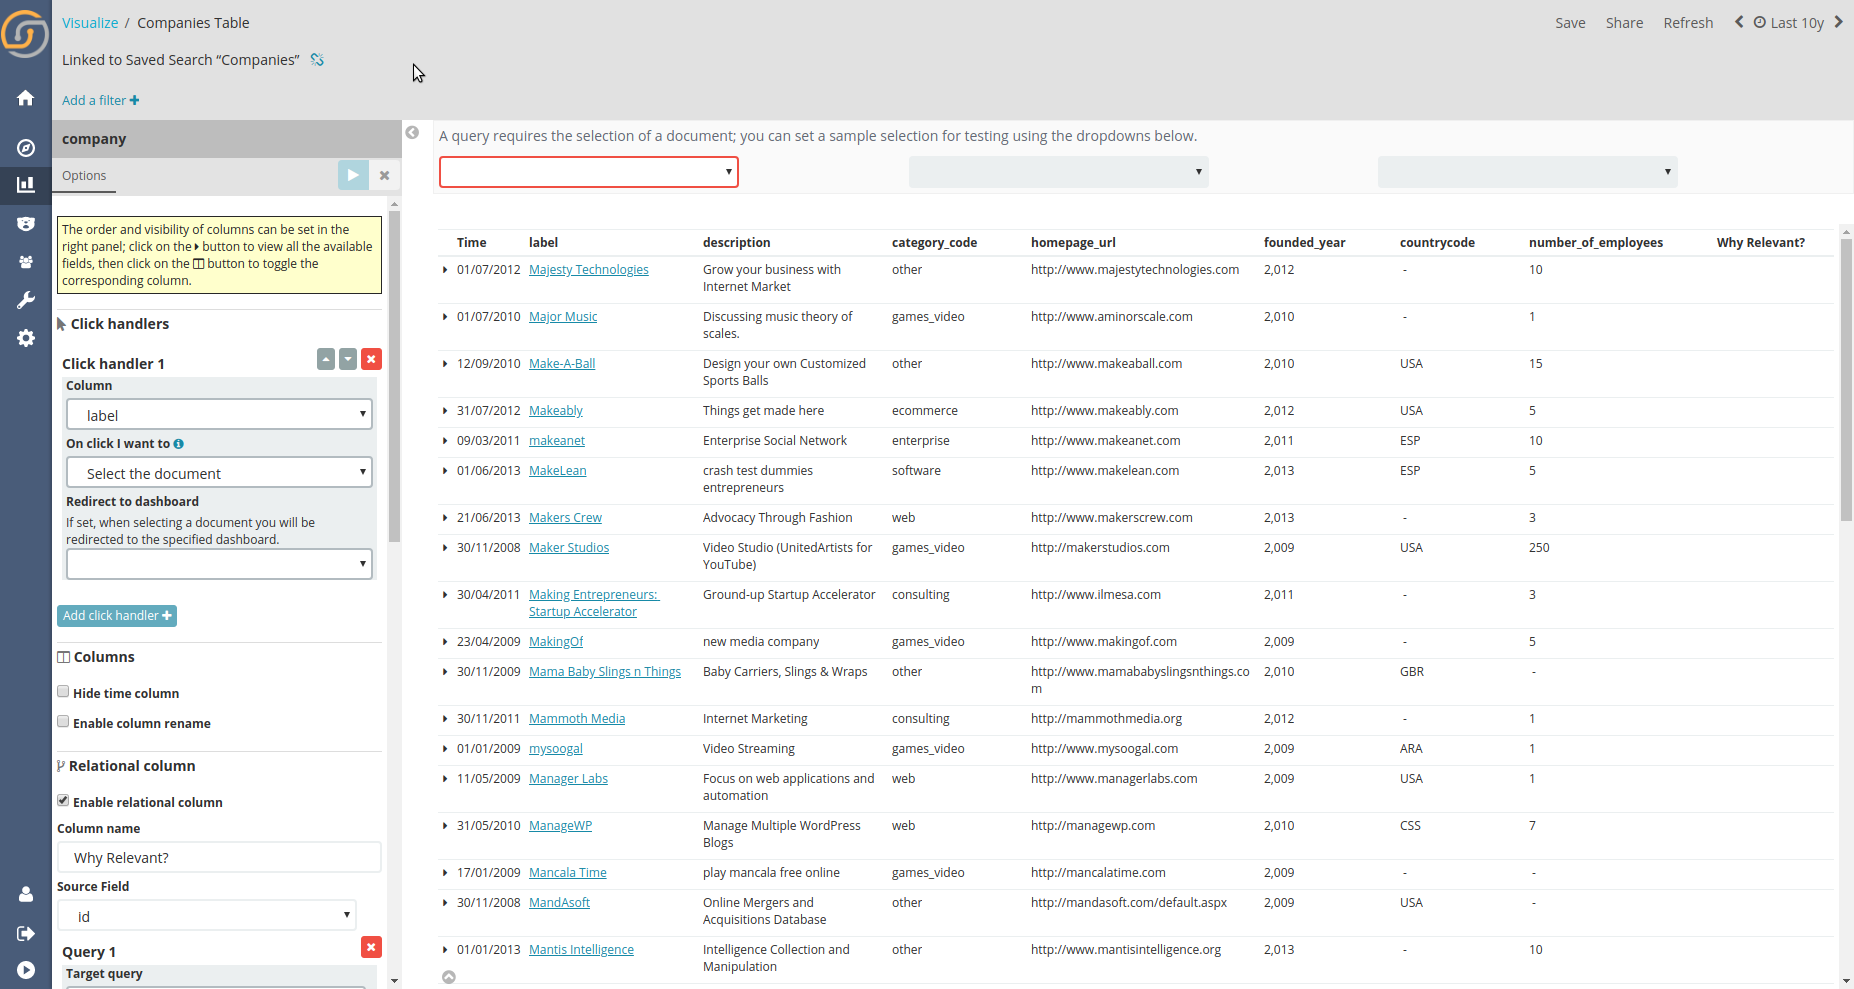 Visualize / Companies Table
Save Share Refresh Last 10y
Linked to Saved Search “Companies”
Add a filter
company
Options
The order and visibility of columns can be set in the
right panel; click on the button to view all the available
fields, then click on the button to toggle the
corresponding column.
Click handlers
Click handler 1
Column
label
On click I want to
Select the document
Redirect to dashboard
If set, when selecting a document you will be
redirected to the specified dashboard.
Add click handler
Columns
Hide time column
Enable column rename
Relational column
Enable relational column
Column name
Why Relevant?
Source Field
id
Query 1
Target query
A query requires the selection of a document; you can set a sample selection for testing using the dropdowns below.
Time label description category_code homepage_url founded_year countrycode number_of_employees Why Relevant?
01/07/2012 Majesty Technologies Grow your business with other http://www.majestytechnologies.com 2,012 - 10
Internet Market
01/07/2010 Major Music Discussing music theory of games_video http://www.aminorscale.com 2,010 - 1
scales.
12/09/2010 Make-A-Ball Design your own Customized other http://www.makeaball.com 2,010 USA 15
Sports Balls
31/07/2012 Makeably Things get made here ecommerce http://www.makeably.com 2,012 USA 5
09/03/2011 makeanet Enterprise Social Network enterprise http://www.makeanet.com 2,011 ESP 10
01/06/2013 MakeLean crash test dummies software http://www.makelean.com 2,013 ESP 5
entrepreneurs
21/06/2013 Makers Crew Advocacy Through Fashion web http://www.makerscrew.com 2,013 - 3
30/11/2008 Maker Studios Video Studio (UnitedArtists for games_video http://makerstudios.com 2,009 USA 250
YouTube)
30/04/2011 Making Entrepreneurs: Ground-up Startup Accelerator consulting http://www.ilmesa.com 2,011 - 3
Startup Accelerator
23/04/2009 MakingOf new media company games_video http://www.makingof.com 2,009 - 5
30/11/2009 Mama Baby Slings n Things Baby Carriers, Slings & Wraps other http://www.mamababyslingsnthings.co 2,010 GBR -
m
30/11/2011 Mammoth Media Internet Marketing consulting http://mammothmedia.org 2,012 - 1
01/01/2009 mysoogal Video Streaming games_video http://www.mysoogal.com 2,009 ARA 1
11/05/2009 Manager Labs Focus on web applications and web http://www.managerlabs.com 2,009 USA 1
automation
31/05/2010 ManageWP Manage Multiple WordPress web http://managewp.com 2,010 CSS 7
Blogs
17/01/2009 Mancala Time play mancala free online games_video http://mancalatime.com 2,009 - -
30/11/2008 MandAsoft Online Mergers and other http://mandasoft.com/default.aspx 2,009 USA -
Acquisitions Database
01/01/2013 Mantis Intelligence Intelligence Collection and other http://www.mantisintelligence.org 2,013 - 10
Manipulation